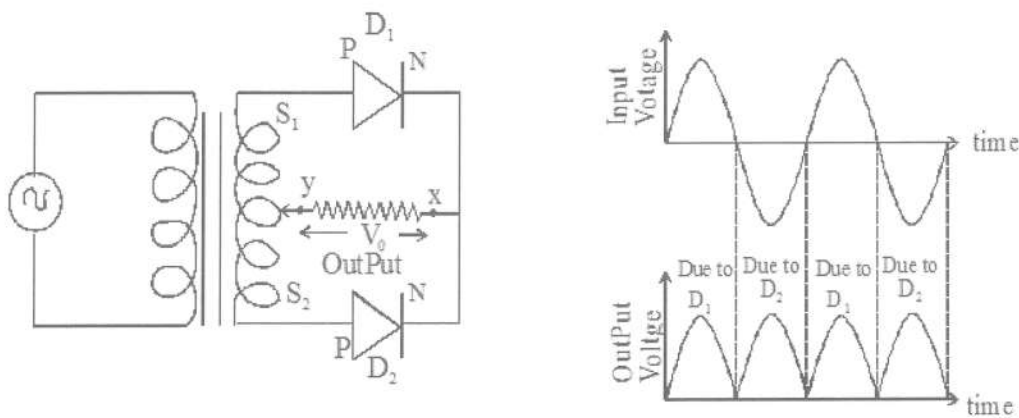 D₁
P
N
S₁
y
x
V₀
OutPut
S₂
N
P
D₂
Input
Votage
time
Due to
D₁
Due to
D₂
Due to
D₁
Due to
D₂
OutPut
Voltge
time